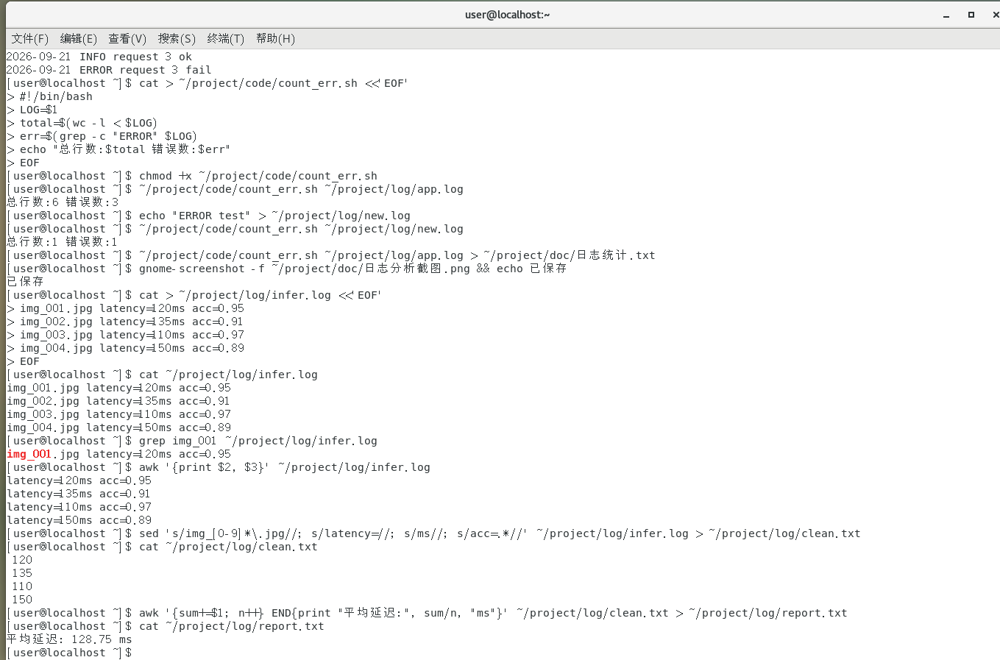 user@localhost:~
文件(F) 编辑(E) 查看(V) 搜索(S) 终端(T) 帮助(H)
2026-09-21 INFO request 3 ok
2026-09-21 ERROR request 3 fail
[user@localhost ~]$ cat > ~/project/code/count_err.sh <<'EOF'
> #!/bin/bash
> LOG=$1
> total=$(wc -l < $LOG)
> err=$(grep -c "ERROR" $LOG)
> echo "总行数:$total 错误数:$err"
> EOF
[user@localhost ~]$ chmod +x ~/project/code/count_err.sh
[user@localhost ~]$ ~/project/code/count_err.sh ~/project/log/app.log
总行数:6 错误数:3
[user@localhost ~]$ echo "ERROR test" > ~/project/log/new.log
[user@localhost ~]$ ~/project/code/count_err.sh ~/project/log/new.log
总行数:1 错误数:1
[user@localhost ~]$ ~/project/code/count_err.sh ~/project/log/app.log > ~/project/doc/日志统计.txt
[user@localhost ~]$ gnome-screenshot -f ~/project/doc/日志分析截图.png && echo 已保存
已保存
[user@localhost ~]$ cat > ~/project/log/infer.log <<'EOF'
> img_001.jpg latency=120ms acc=0.95
> img_002.jpg latency=135ms acc=0.91
> img_003.jpg latency=110ms acc=0.97
> img_004.jpg latency=150ms acc=0.89
> EOF
[user@localhost ~]$ cat ~/project/log/infer.log
img_001.jpg latency=120ms acc=0.95
img_002.jpg latency=135ms acc=0.91
img_003.jpg latency=110ms acc=0.97
img_004.jpg latency=150ms acc=0.89
[user@localhost ~]$ grep img_001 ~/project/log/infer.log
img_001.jpg latency=120ms acc=0.95
[user@localhost ~]$ awk '{print $2, $3}' ~/project/log/infer.log
latency=120ms acc=0.95
latency=135ms acc=0.91
latency=110ms acc=0.97
latency=150ms acc=0.89
[user@localhost ~]$ sed 's/img_[0-9]*\.jpg//; s/latency=//; s/ms//; s/acc=.*//' ~/project/log/infer.log > ~/project/log/clean.txt
[user@localhost ~]$ cat ~/project/log/clean.txt
 120
 135
 110
 150
[user@localhost ~]$ awk '{sum+=$1; n++} END{print "平均延迟:", sum/n, "ms"}' ~/project/log/clean.txt > ~/project/log/report.txt
[user@localhost ~]$ cat ~/project/log/report.txt
平均延迟: 128.75 ms
[user@localhost ~]$